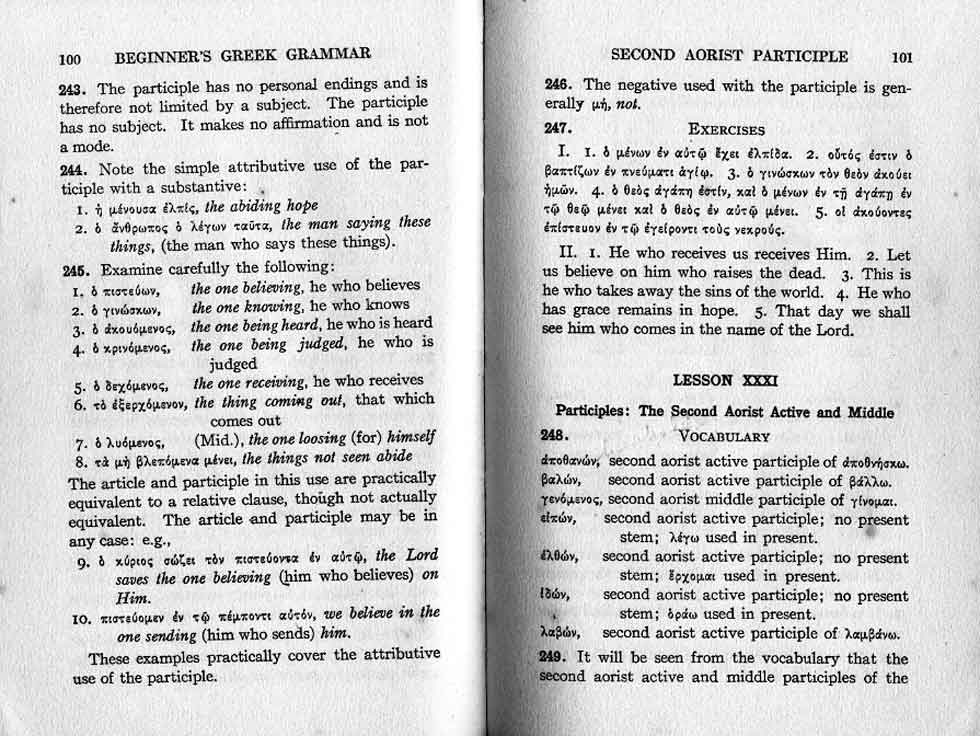 100 BEGINNER'S GREEK GRAMMAR
243. The participle has no personal endings and is
therefore not limited by a subject. The participle
has no subject. It makes no affirmation and is not
a mode.
244. Note the simple attributive use of the par-
ticiple with a substantive:
1. ἡ μένουσα ἐλπίς, the abiding hope
2. ὁ ἄνθρωπος ὁ λέγων ταῦτα, the man saying these
things, (the man who says these things).
245. Examine carefully the following:
1. ὁ πιστεύων, the one believing, he who believes
2. ὁ γινώσκων, the one knowing, he who knows
3. ὁ ἀκουόμενος, the one being heard, he who is heard
4. ὁ κρινόμενος, the one being judged, he who is
judged
5. ὁ δεχόμενος, the one receiving, he who receives
6. τὸ ἐξερχόμενον, the thing coming out, that which
comes out
7. ὁ λυόμενος, (Mid.), the one loosing (for) himself
8. τὰ μὴ βλεπόμενα μένει, the things not seen abide
The article and participle in this use are practically
equivalent to a relative clause, though not actually
equivalent. The article and participle may be in
any case: e.g.,
9. ὁ κύριος σώζει τὸν πιστεύοντα ἐν αὐτῷ, the Lord
saves the one believing (him who believes) on
Him.
10. πιστεύομεν ἐν τῷ πέμποντι αὐτόν, we believe in the
one sending (him who sends) him.
These examples practically cover the attributive
use of the participle.
SECOND AORIST PARTICIPLE 101
246. The negative used with the participle is gen-
erally μή, not.
247. EXERCISES
I. 1. ὁ μένων ἐν αὐτῷ ἔχει ἐλπίδα. 2. οὗτός ἐστιν ὁ
βαπτίζων ἐν πνεύματι ἁγίῳ. 3. ὁ γινώσκων τὸν θεὸν ἀκούει
ἡμῶν. 4. ὁ θεὸς ἀγάπη ἐστίν, καὶ ὁ μένων ἐν τῇ ἀγάπῃ ἐν
τῷ θεῷ μένει καὶ ὁ θεὸς ἐν αὐτῷ μένει. 5. οἱ ἀκούοντες
ἐπίστευον ἐν τῷ ἐγείροντι τοὺς νεκρούς.
II. 1. He who receives us receives Him. 2. Let
us believe on him who raises the dead. 3. This is
he who takes away the sins of the world. 4. He who
has grace remains in hope. 5. That day we shall
see him who comes in the name of the Lord.
LESSON XXXI
Participles: The Second Aorist Active and Middle
248. VOCABULARY
ἀποθανών, second aorist active participle of ἀποθνήσκω.
βαλών, second aorist active participle of βάλλω.
γενόμενος, second aorist middle participle of γίνομαι.
εἰπών, second aorist active participle; no present
stem; λέγω used in present.
ἐλθών, second aorist active participle; no present
stem; ἔρχομαι used in present.
ἰδών, second aorist active participle; no present
stem; ὁράω used in present.
λαβών, second aorist active participle of λαμβάνω.
249. It will be seen from the vocabulary that the
second aorist active and middle participles of the